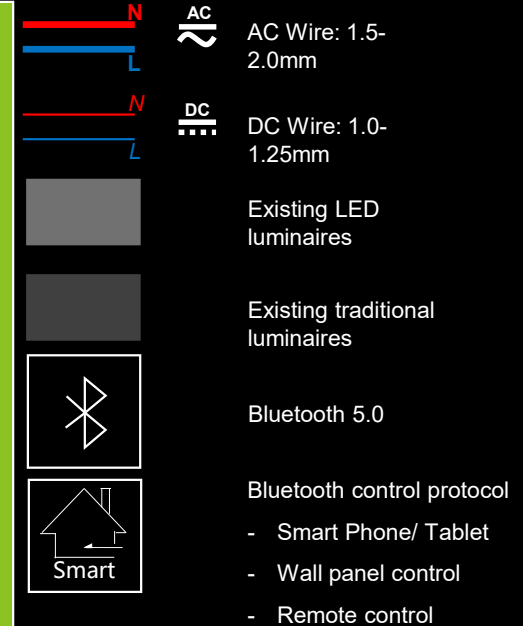 N
AC
AC Wire: 1.5-
2.0mm
L
N
DC
DC Wire: 1.0-
1.25mm
L
Existing LED
luminaires
Existing traditional
luminaires
Bluetooth 5.0
Bluetooth control protocol
- Smart Phone/ Tablet
Smart
- Wall panel control
- Remote control